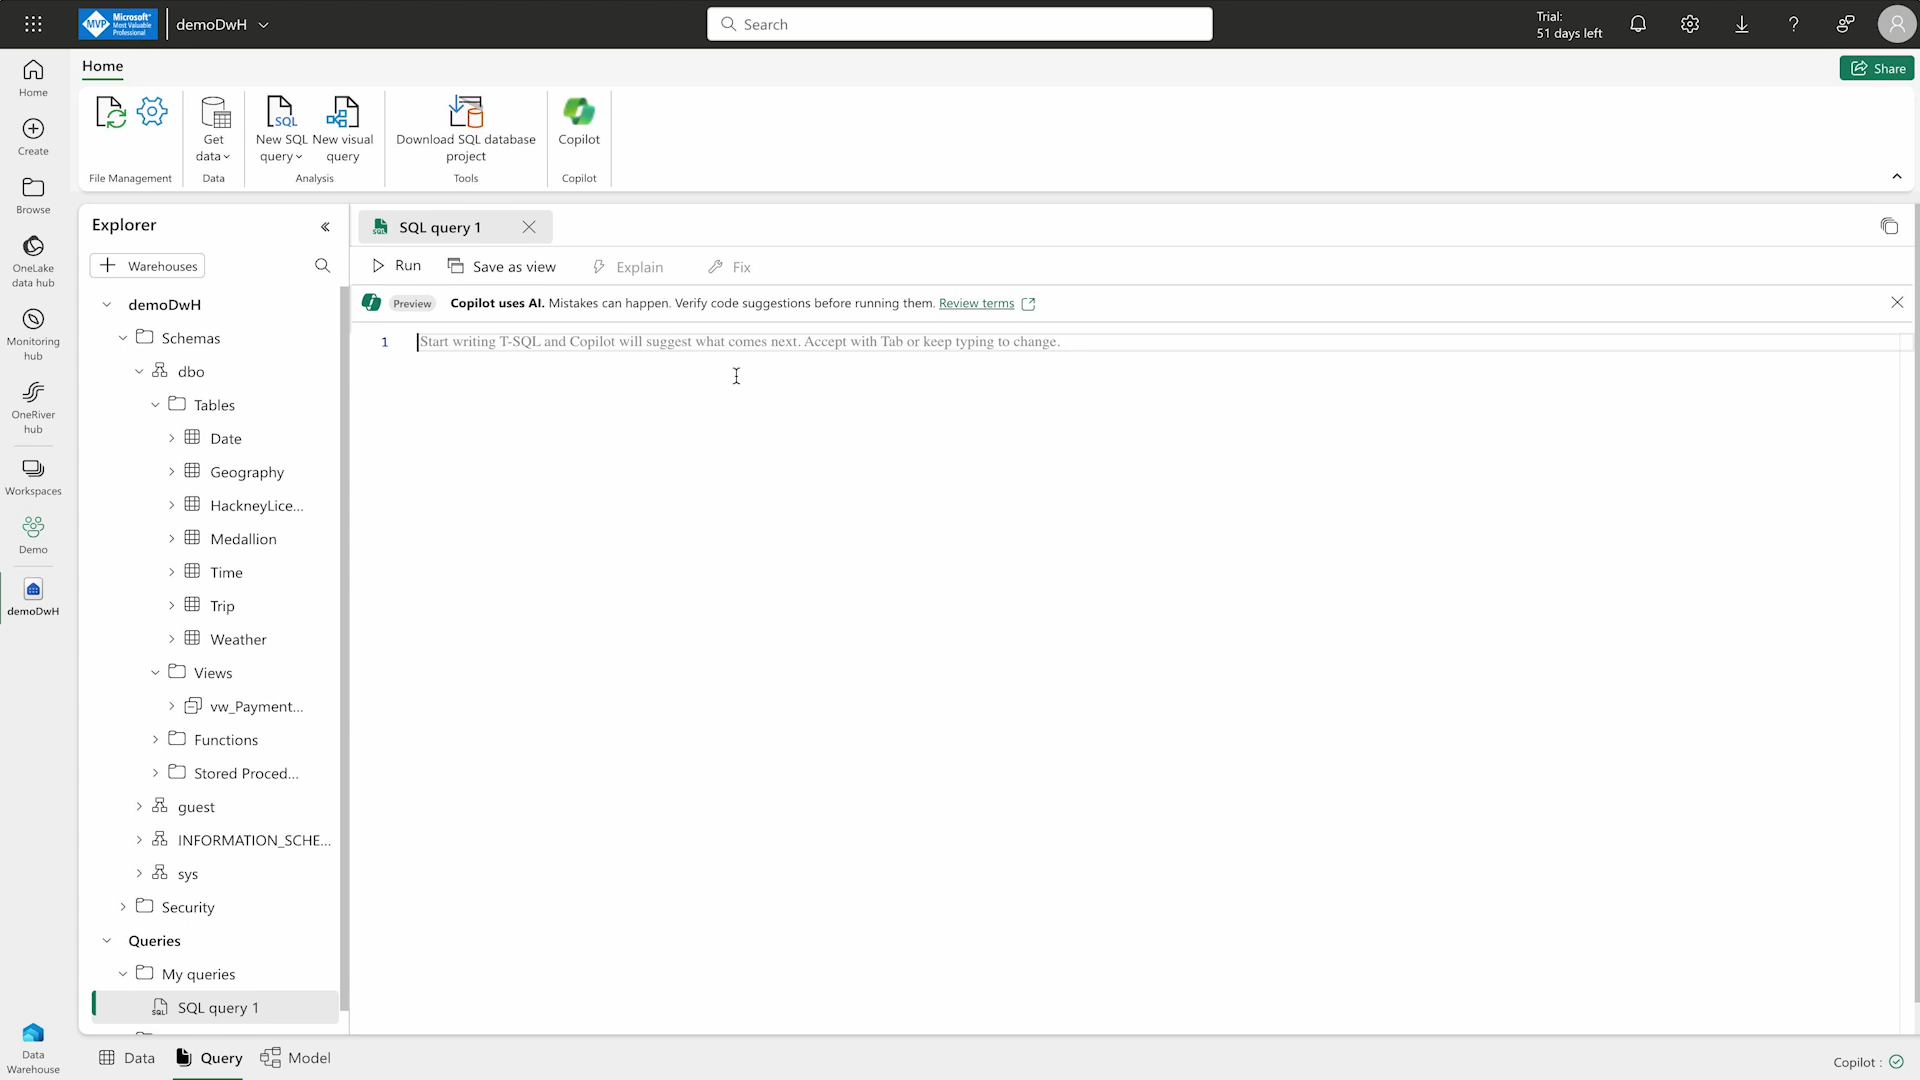 MVP
Microsoft®
Most Valuable
Professional
demoDwH
Search
Trial:
51 days left
Home
Share
Home
Create
Browse
OneLake
data hub
Monitoring
hub
OneRiver
hub
Workspaces
Demo
demoDwH
Data
Warehouse
File Management
Get
data
Data
New SQL
query
SQL
New visual
query
Analysis
Download SQL database
project
Tools
Copilot
Copilot
Explorer
Warehouses
demoDwH
Schemas
dbo
Tables
Date
Geography
HackneyLice...
Medallion
Time
Trip
Weather
Views
vw_Payment...
Functions
Stored Proced...
guest
INFORMATION_SCHE...
sys
Security
Queries
My queries
SQL query 1
SQL query 1
Run
Save as view
Explain
Fix
Preview
Copilot uses AI. Mistakes can happen. Verify code suggestions before running them. Review terms
1
Start writing T-SQL and Copilot will suggest what comes next. Accept with Tab or keep typing to change.
Data
Query
Model
Copilot :